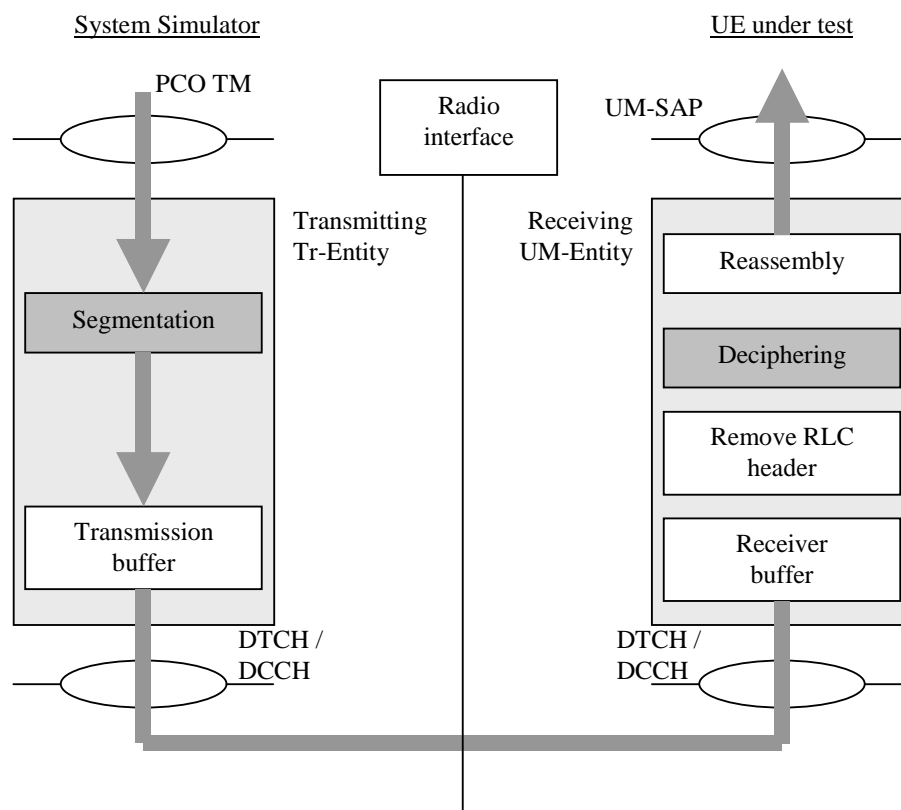 System Simulator
UE under test
PCO TM
Radio
interface
UM-SAP
Transmitting
Tr-Entity
Receiving
UM-Entity
Reassembly
Segmentation
Deciphering
Remove RLC
header
Transmission
buffer
Receiver
buffer
DTCH /
DCCH
DTCH /
DCCH